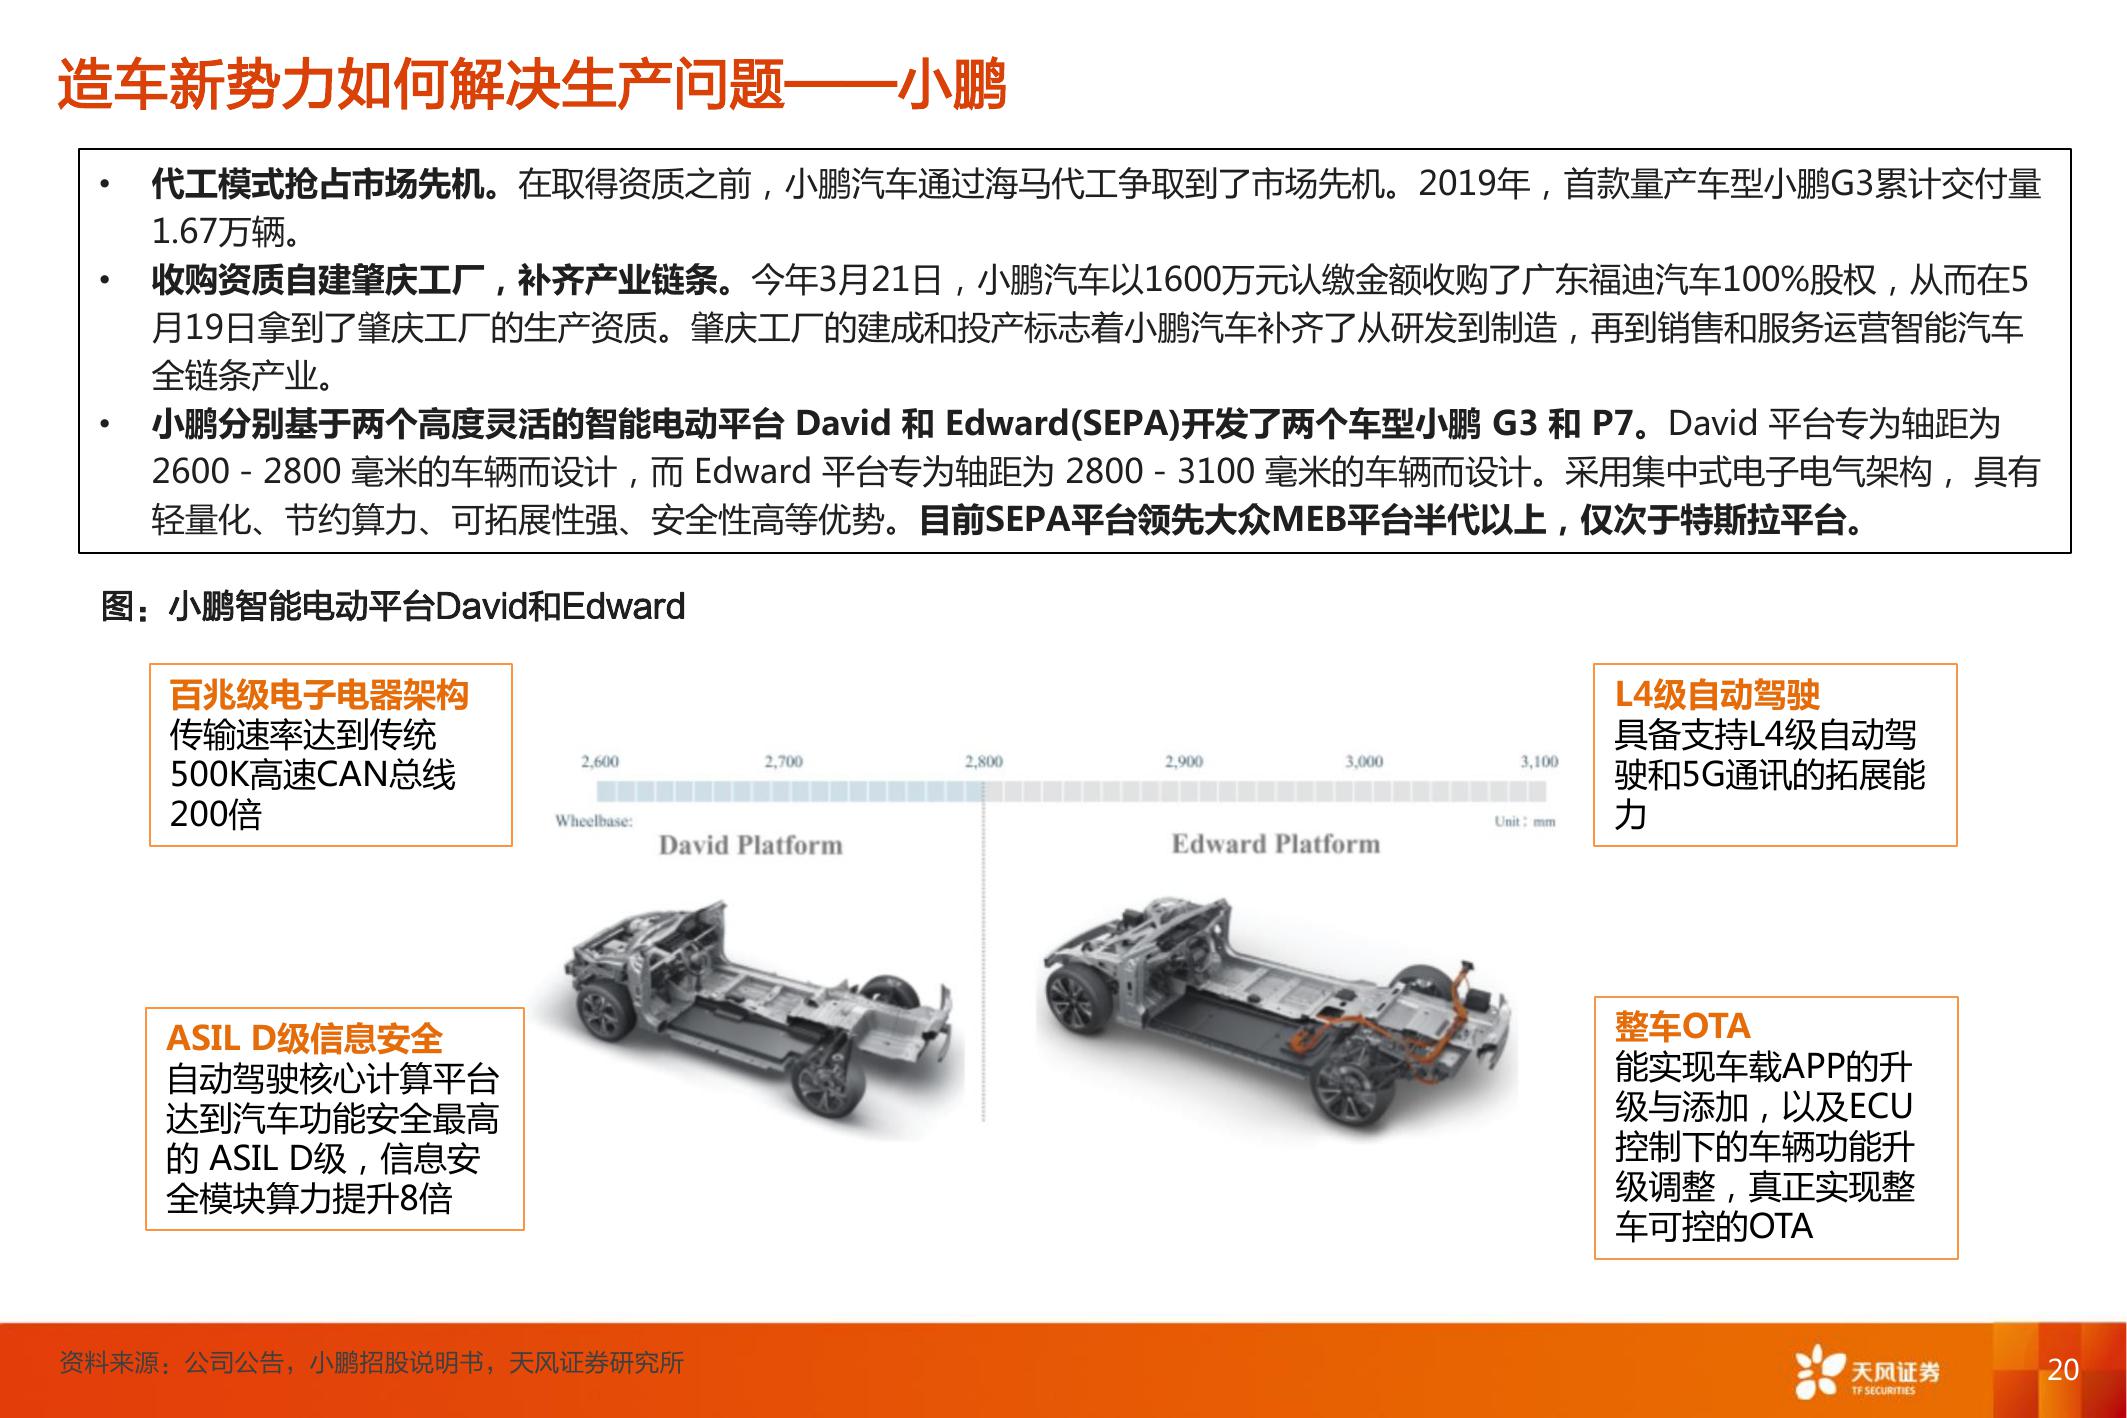 造车新势力如何解决生产问题——小鹏
• 代工模式抢占市场先机。在取得资质之前，小鹏汽车通过海马代工争取到了市场先机。2019年，首款量产车型小鹏G3累计交付量
1.67万辆。
• 收购资质自建肇庆工厂，补齐产业链条。今年3月21日，小鹏汽车以1600万元认缴金额收购了广东福迪汽车100%股权，从而在5
月19日拿到了肇庆工厂的生产资质。肇庆工厂的建成和投产标志着小鹏汽车补齐了从研发到制造，再到销售和服务运营智能汽车
全链条产业。
• 小鹏分别基于两个高度灵活的智能电动平台 David 和 Edward(SEPA)开发了两个车型小鹏 G3 和 P7。David 平台专为轴距为
2600 - 2800 毫米的车辆而设计，而 Edward 平台专为轴距为 2800 - 3100 毫米的车辆而设计。采用集中式电子电气架构， 具有
轻量化、节约算力、可拓展性强、安全性高等优势。目前SEPA平台领先大众MEB平台半代以上，仅次于特斯拉平台。
图：小鹏智能电动平台David和Edward
百兆级电子电器架构
传输速率达到传统
500K高速CAN总线
200倍
ASIL D级信息安全
自动驾驶核心计算平台
达到汽车功能安全最高
的 ASIL D级，信息安
全模块算力提升8倍
2,600 2,700 2,800 2,900 3,000 3,100
Wheelbase: Unit：mm
David Platform Edward Platform
L4级自动驾驶
具备支持L4级自动驾
驶和5G通讯的拓展能
力
整车OTA
能实现车载APP的升
级与添加，以及ECU
控制下的车辆功能升
级调整，真正实现整
车可控的OTA
资料来源：公司公告，小鹏招股说明书，天风证券研究所
天风证券
TF SECURITIES
20